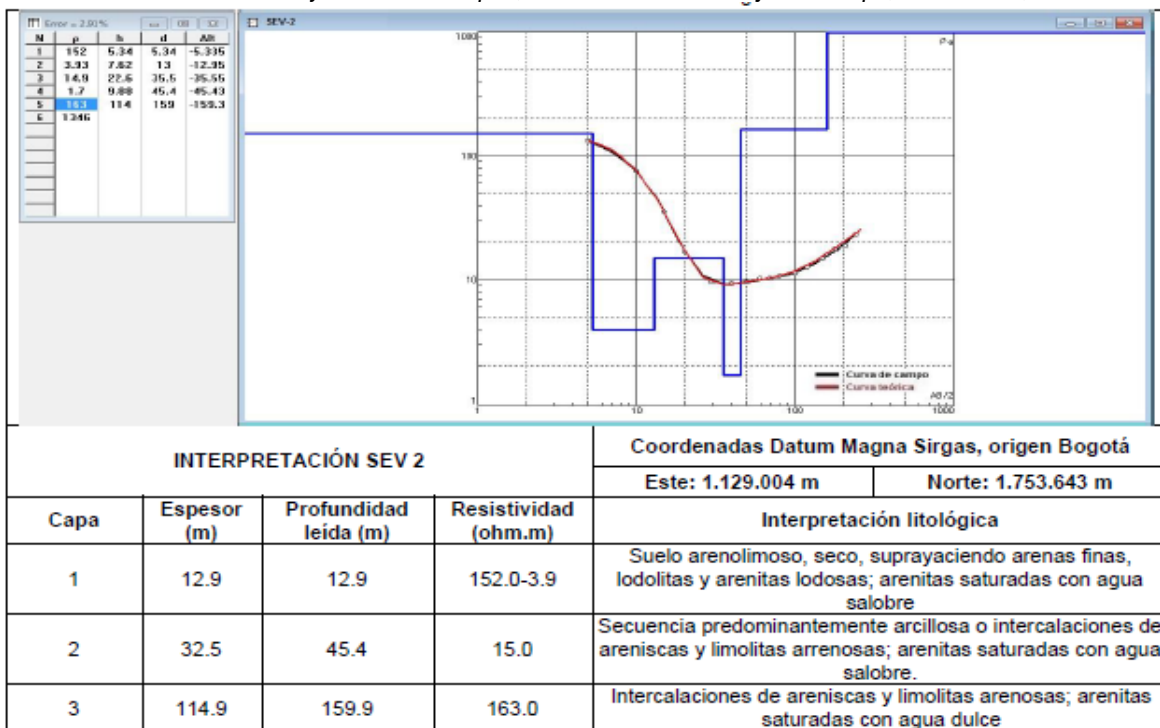 Error = 2.93%
SEV-2
N ρ h d Alt
1 152 5.34 5.34 -5.335
2 3.93 7.62 13 -12.95
3 14.9 22.6 35.5 -35.55
4 1.7 9.88 45.4 -45.43
5 163 114 159 -159.3
6 1346
1000
100
10
1
1 10 100 1000
Curva de campo
Curva teórica
AB/2
INTERPRETACIÓN SEV 2
Coordenadas Datum Magna Sirgas, origen Bogotá
Este: 1.129.004 m Norte: 1.753.643 m
Capa Espesor (m) Profundidad leída (m) Resistividad (ohm.m) Interpretación litológica
1 12.9 12.9 152.0-3.9 Suelo arenolimoso, seco, suprayaciendo arenas finas,
lodolitas y arenitas lodosas; arenitas saturadas con agua
salobre
2 32.5 45.4 15.0 Secuencia predominantemente arcillosa o intercalaciones de
areniscas y limolitas arrenosas; arenitas saturadas con agua
salobre.
3 114.9 159.9 163.0 Intercalaciones de areniscas y limolitas arenosas; arenitas
saturadas con agua dulce